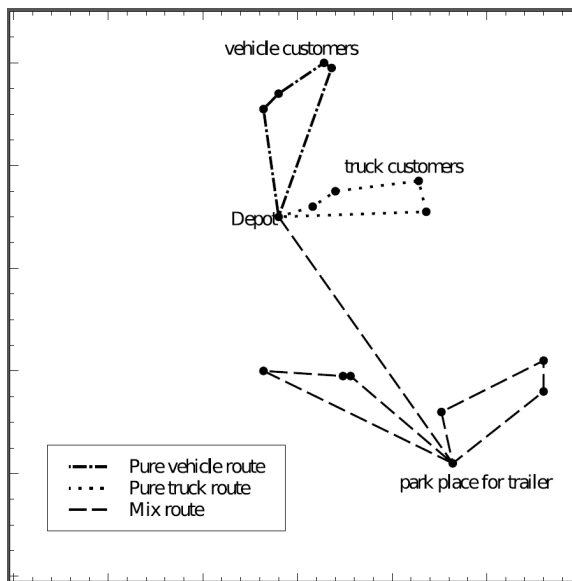 vehicle customers
truck customers
Depot
park place for trailer
Pure vehicle route
Pure truck route
Mix route